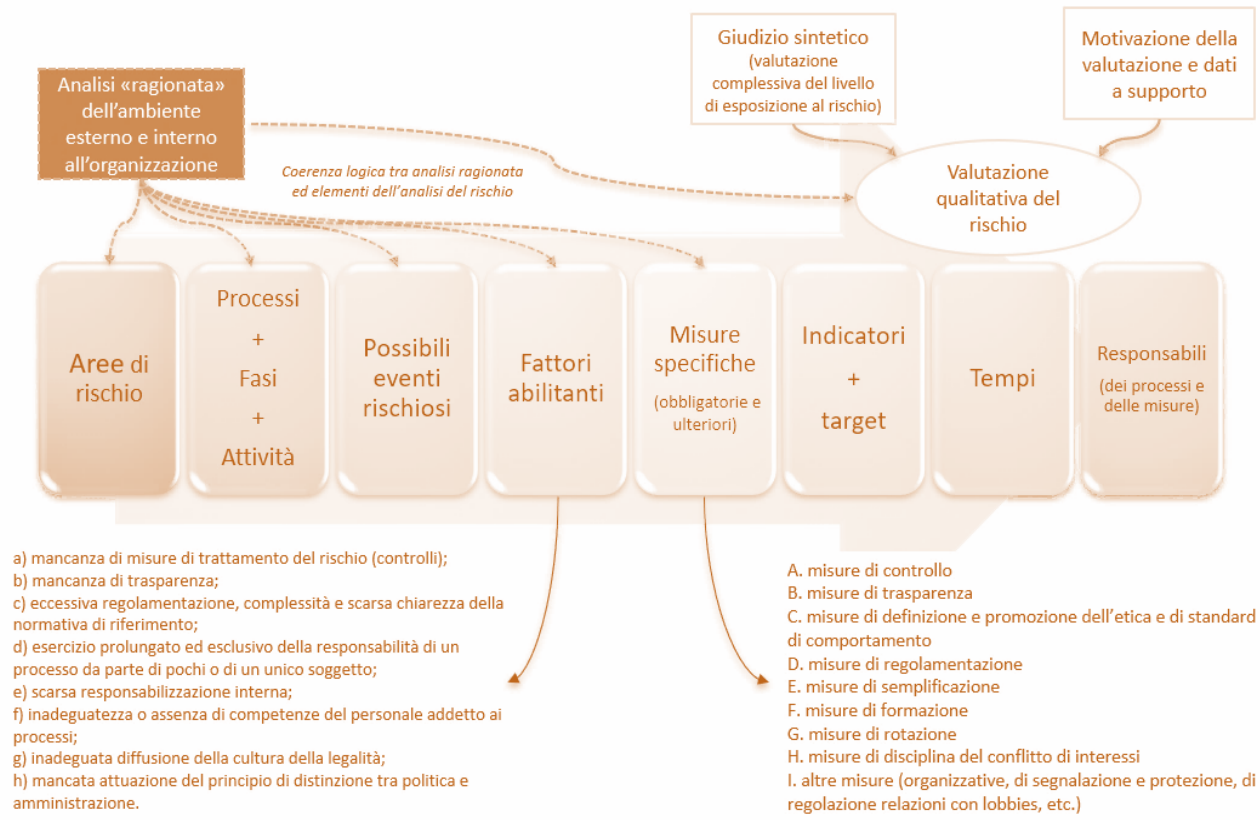 Giudizio sintetico
(valutazione
complessiva del livello
di esposizione al rischio)
Motivazione della
valutazione e dati
a supporto
Analisi «ragionata»
dell’ambiente
esterno e interno
all’organizzazione
Coerenza logica tra analisi ragionata
ed elementi dell’analisi del rischio
Valutazione
qualitativa del
rischio
Aree di
rischio
Processi
+
Fasi
+
Attività
Possibili
eventi
rischiosi
Fattori
abilitanti
Misure
specifiche
(obbligatorie e
ulteriori)
Indicatori
+
target
Tempi
Responsabili
(dei processi e
delle misure)
a) mancanza di misure di trattamento del rischio (controlli);
b) mancanza di trasparenza;
c) eccessiva regolamentazione, complessità e scarsa chiarezza della
normativa di riferimento;
d) esercizio prolungato ed esclusivo della responsabilità di un
processo da parte di pochi o di un unico soggetto;
e) scarsa responsabilizzazione interna;
f) inadeguatezza o assenza di competenze del personale addetto ai
processi;
g) inadeguata diffusione della cultura della legalità;
h) mancata attuazione del principio di distinzione tra politica e
amministrazione.
A. misure di controllo
B. misure di trasparenza
C. misure di definizione e promozione dell’etica e di standard
di comportamento
D. misure di regolamentazione
E. misure di semplificazione
F. misure di formazione
G. misure di rotazione
H. misure di disciplina del conflitto di interessi
I. altre misure (organizzative, di segnalazione e protezione, di
regolazione relazioni con lobbies, etc.)